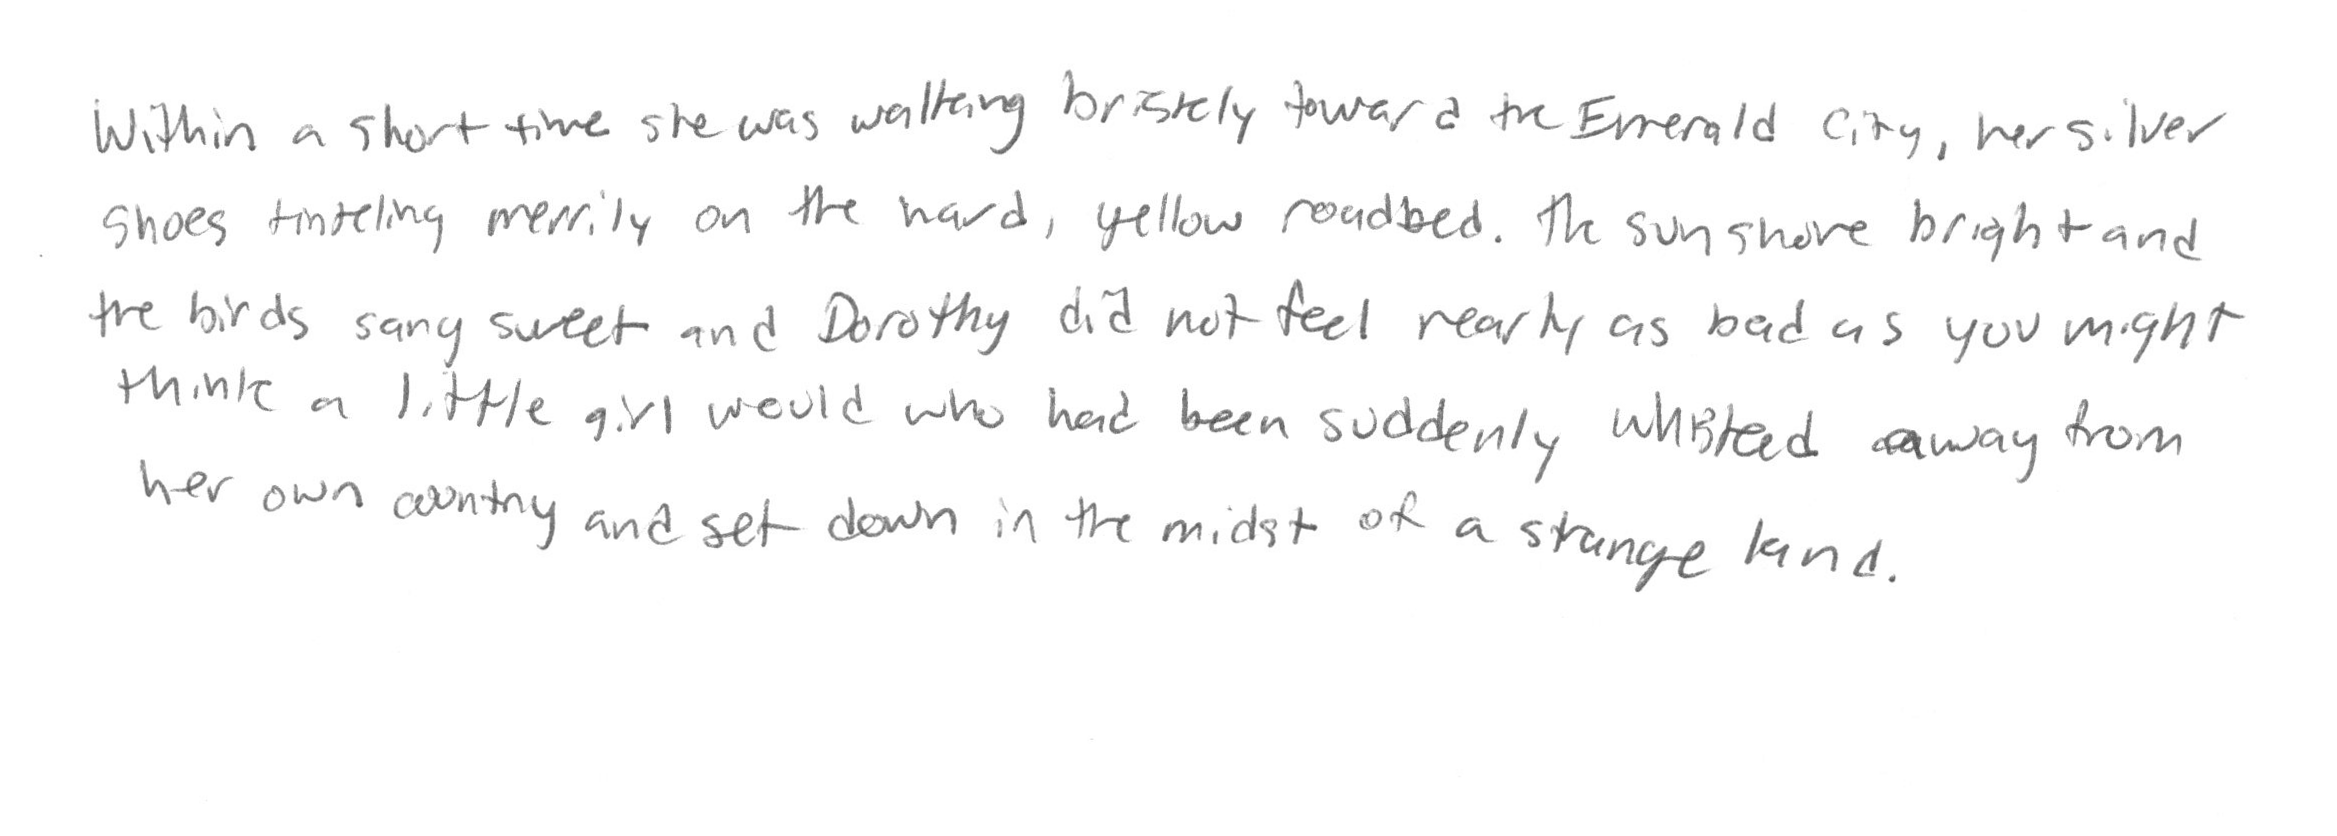 Within a short time she was walking briskly toward the Emerald City, her silver
shoes tinkling merrily on the hard, yellow roadbed. The sun shone bright and
the birds sang sweet and Dorothy did not feel nearly as bad as you might
think a little girl would who had been suddenly whisked away from
her own country and set down in the midst of a strange land.